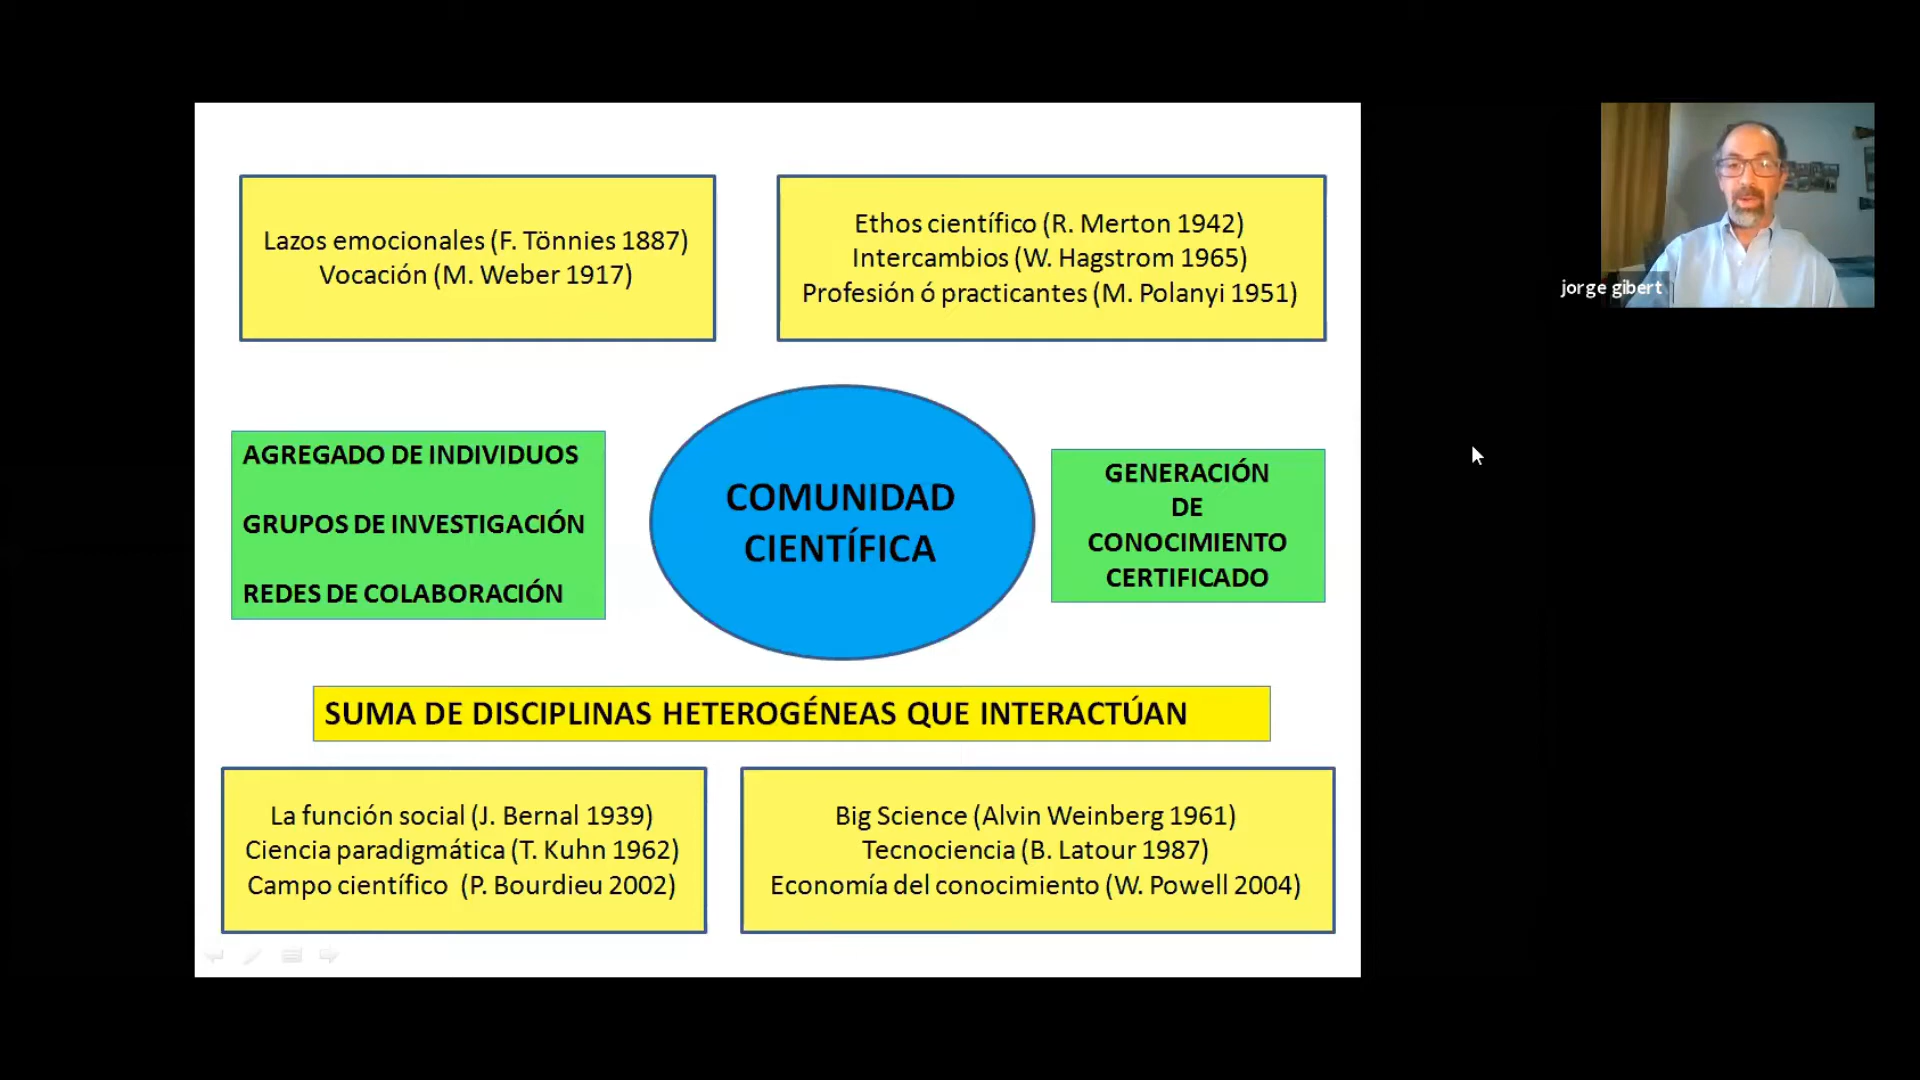 Lazos emocionales (F. Tönnies 1887)
Vocación (M. Weber 1917)
Ethos científico (R. Merton 1942)
Intercambios (W. Hagstrom 1965)
Profesión ó practicantes (M. Polanyi 1951)
AGREGADO DE INDIVIDUOS
GRUPOS DE INVESTIGACIÓN
REDES DE COLABORACIÓN
COMUNIDAD
CIENTÍFICA
GENERACIÓN
DE
CONOCIMIENTO
CERTIFICADO
SUMA DE DISCIPLINAS HETEROGÉNEAS QUE INTERACTÚAN
La función social (J. Bernal 1939)
Ciencia paradigmática (T. Kuhn 1962)
Campo científico (P. Bourdieu 2002)
Big Science (Alvin Weinberg 1961)
Tecnociencia (B. Latour 1987)
Economía del conocimiento (W. Powell 2004)
jorge gibert